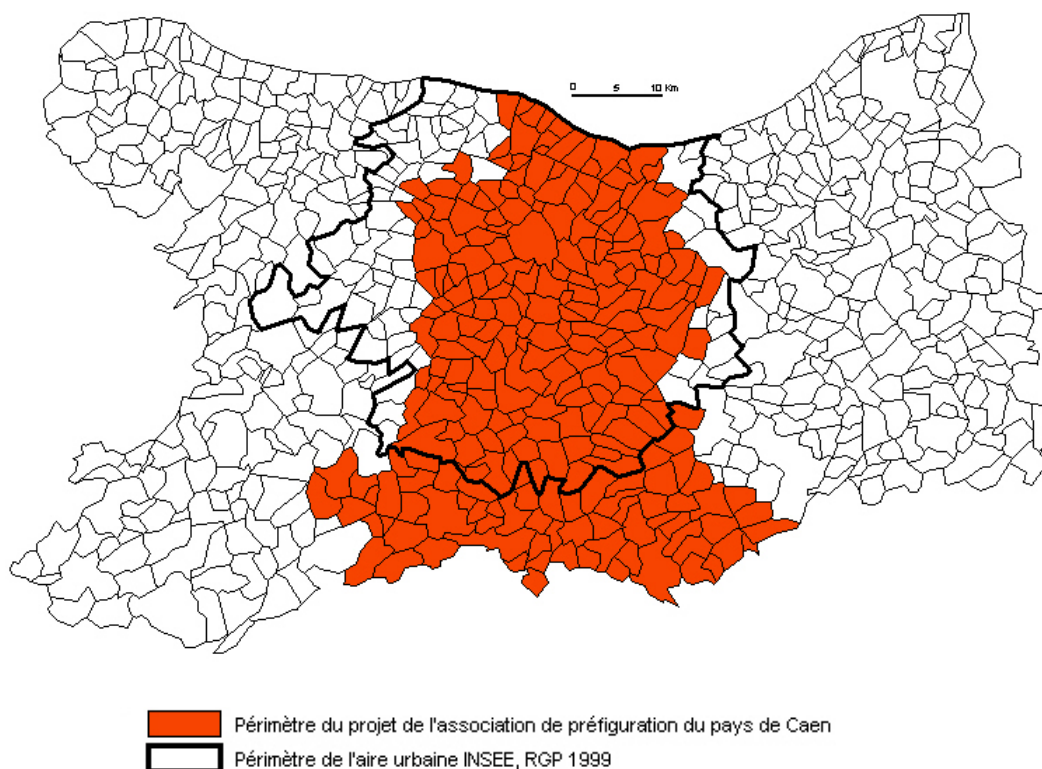 0 5 10 Km
Périmètre du projet de l'association de préfiguration du pays de Caen
Périmètre de l'aire urbaine INSEE, RGP 1999